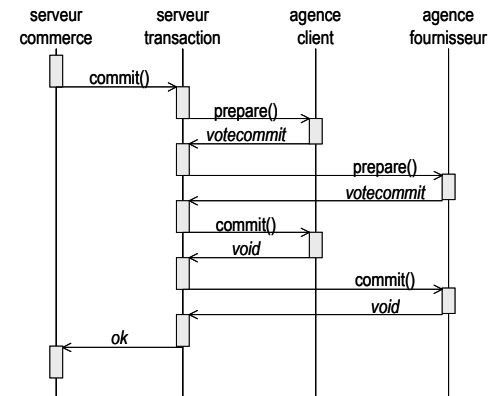 serveur serveur agence agence
commerce transaction client fournisseur
commit()
prepare()
votecommit
prepare()
votecommit
commit()
void
commit()
void
ok